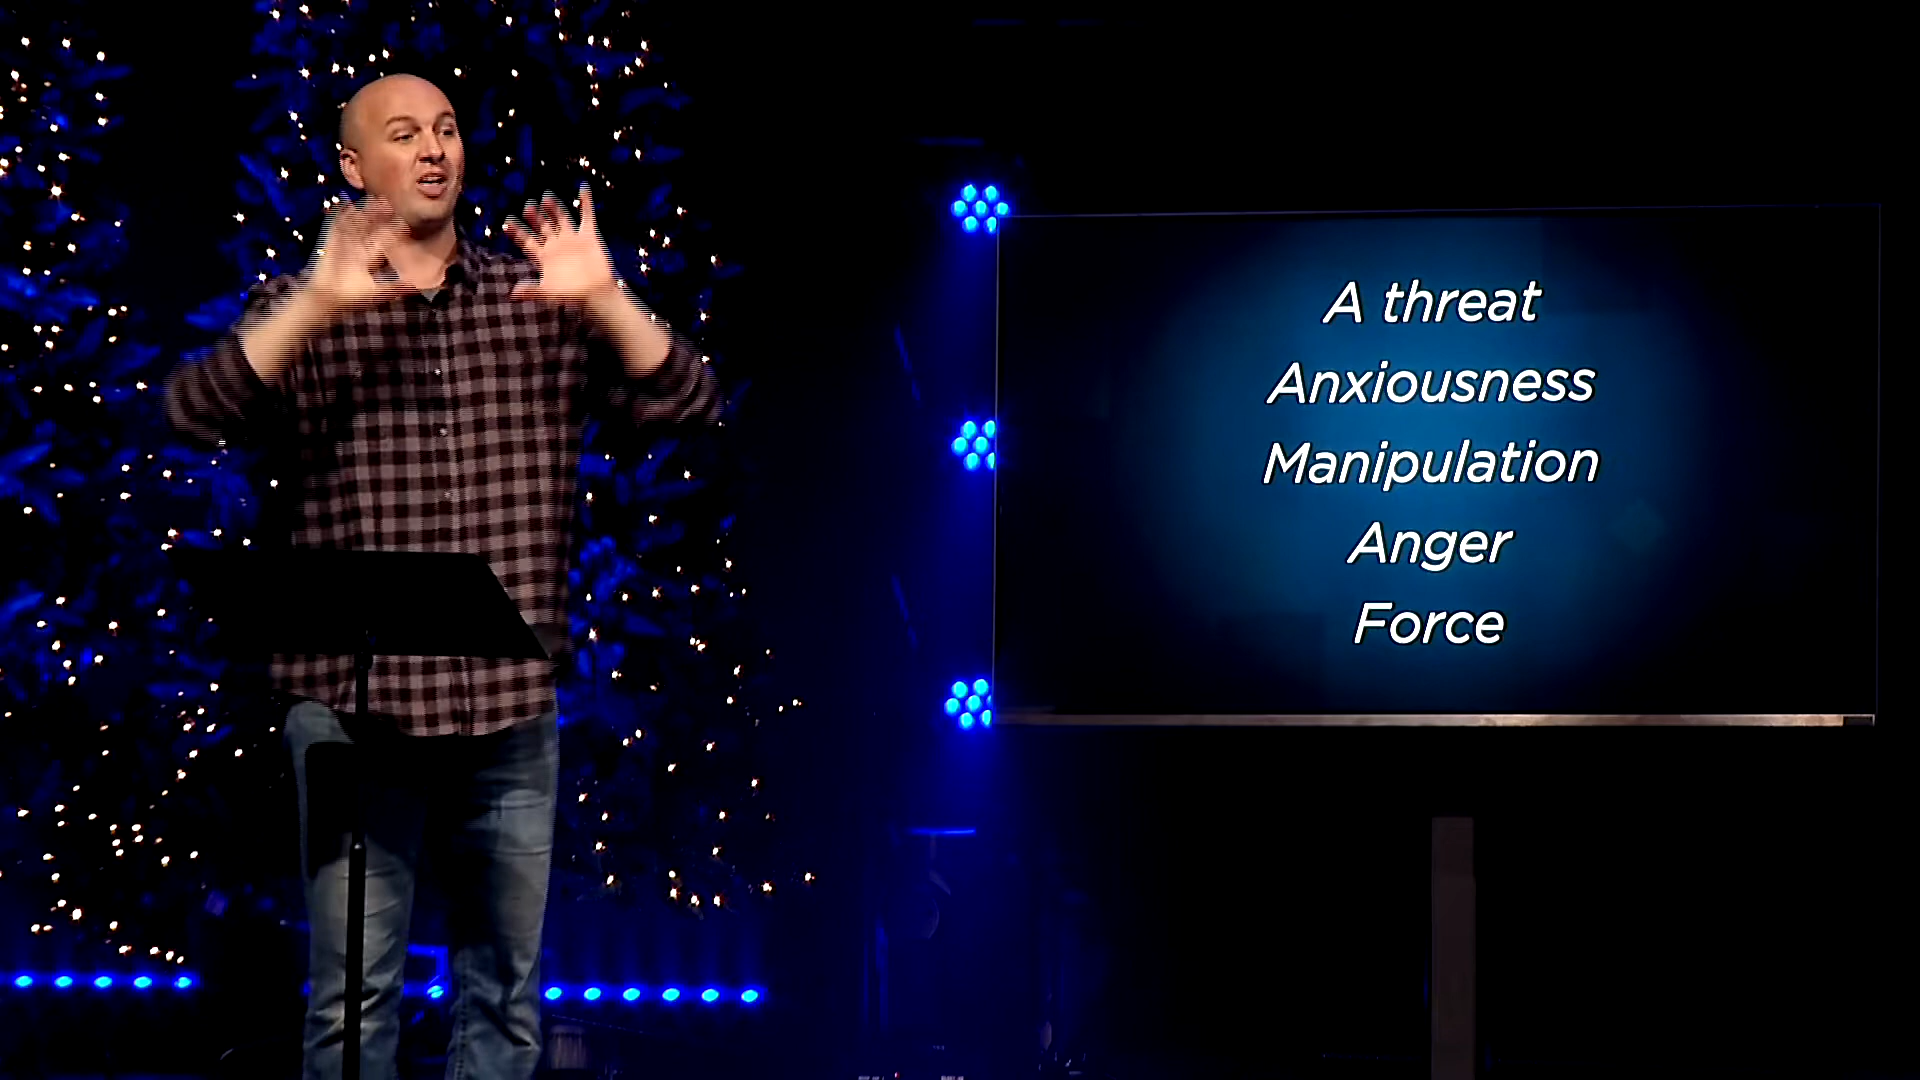 A threat
Anxiousness
Manipulation
Anger
Force